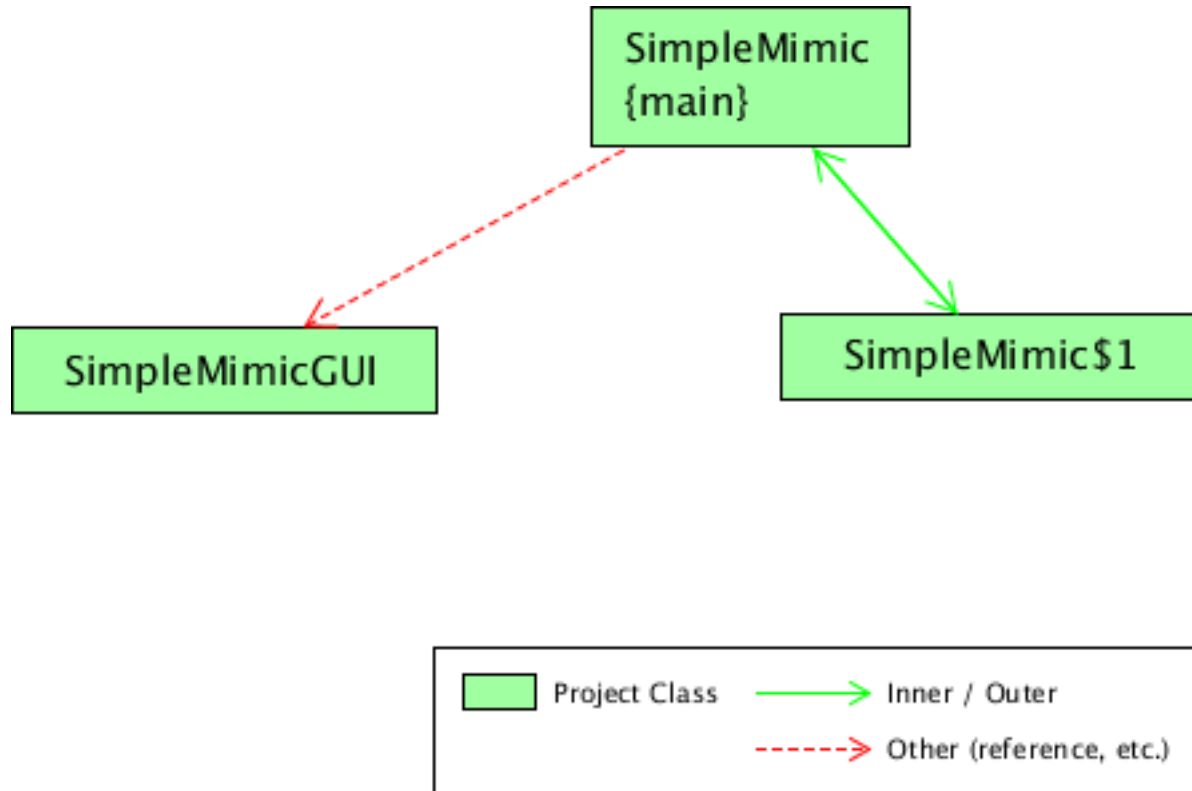 SimpleMimic
{main}
SimpleMimicGUI
SimpleMimic$1
Project Class
Inner / Outer
Other (reference, etc.)